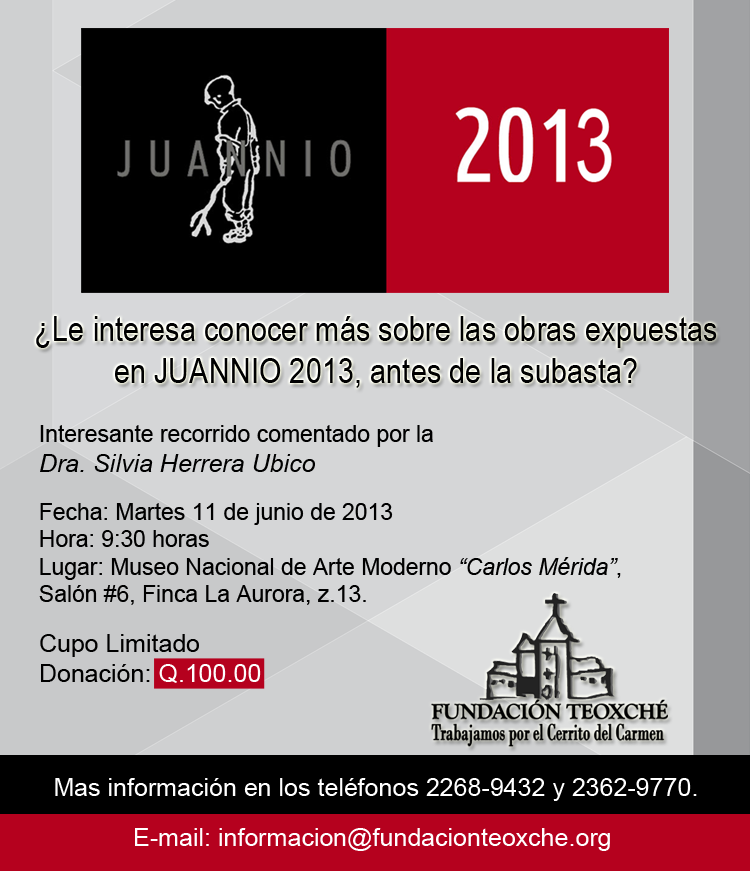 JUANNIO
2013
¿Le interesa conocer más sobre las obras expuestas
en JUANNIO 2013, antes de la subasta?
Interesante recorrido comentado por la
Dra. Silvia Herrera Ubico
Fecha: Martes 11 de junio de 2013
Hora: 9:30 horas
Lugar: Museo Nacional de Arte Moderno “Carlos Mérida”,
Salón #6, Finca La Aurora, z.13.
Cupo Limitado
Donación: Q.100.00
FUNDACIÓN TEOXCHÉ
Trabajamos por el Cerrito del Carmen
Mas información en los teléfonos 2268-9432 y 2362-9770.
E-mail: informacion@fundacionteoxche.org